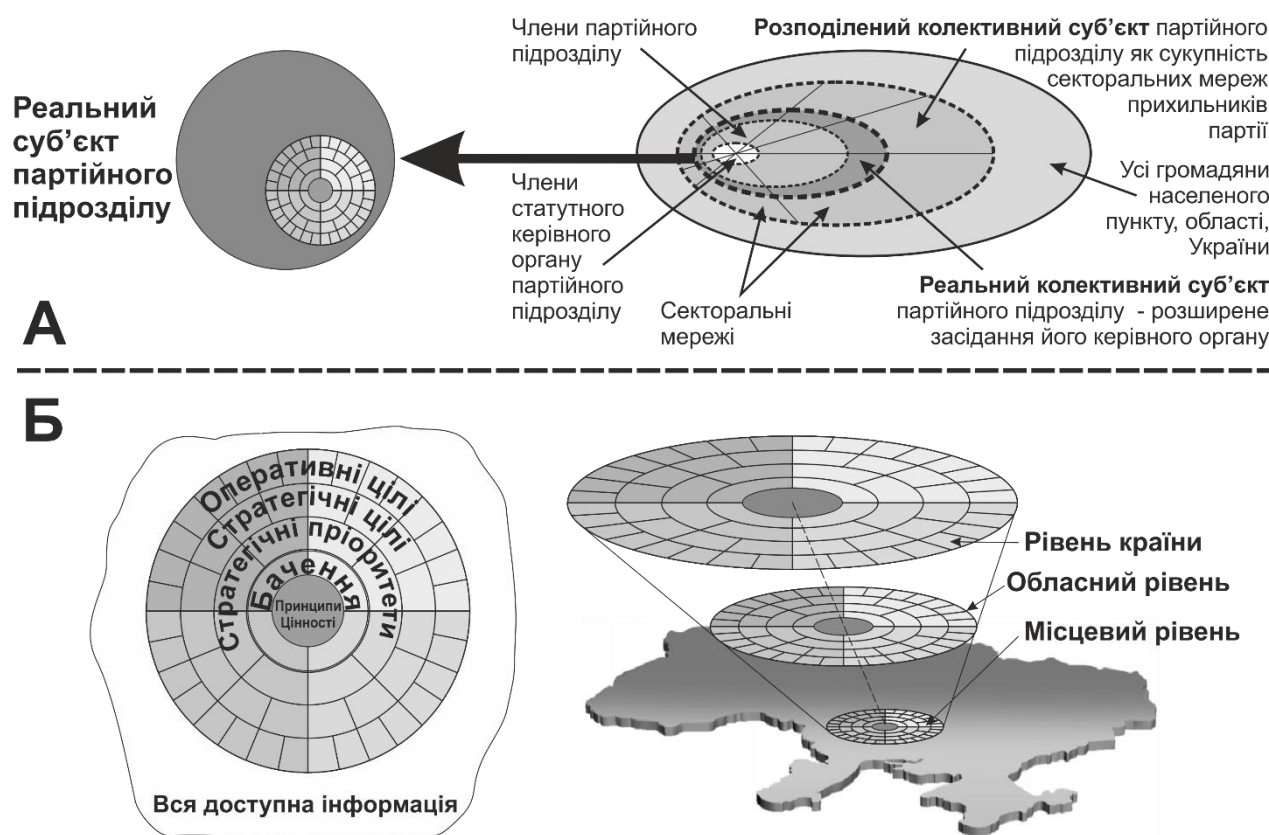 Реальний
суб’єкт
партійного
підрозділу
Члени партійного
підрозділу
Розподілений колективний суб’єкт партійного
підрозділу як сукупність
секторальних мереж
прихильників
партії
Члени
статутного
керівного
органу
партійного
підрозділу
Секторальні
мережі
Усі громадяни
населеного
пункту, області,
України
Реальний колективний суб’єкт
партійного підрозділу - розширене
засідання його керівного органу
А
Б
Оперативні цілі
Стратегічні цілі
Стратегічні пріоритети
Бачення
Принципи
Цінності
Вся доступна інформація
Рівень країни
Обласний рівень
Місцевий рівень